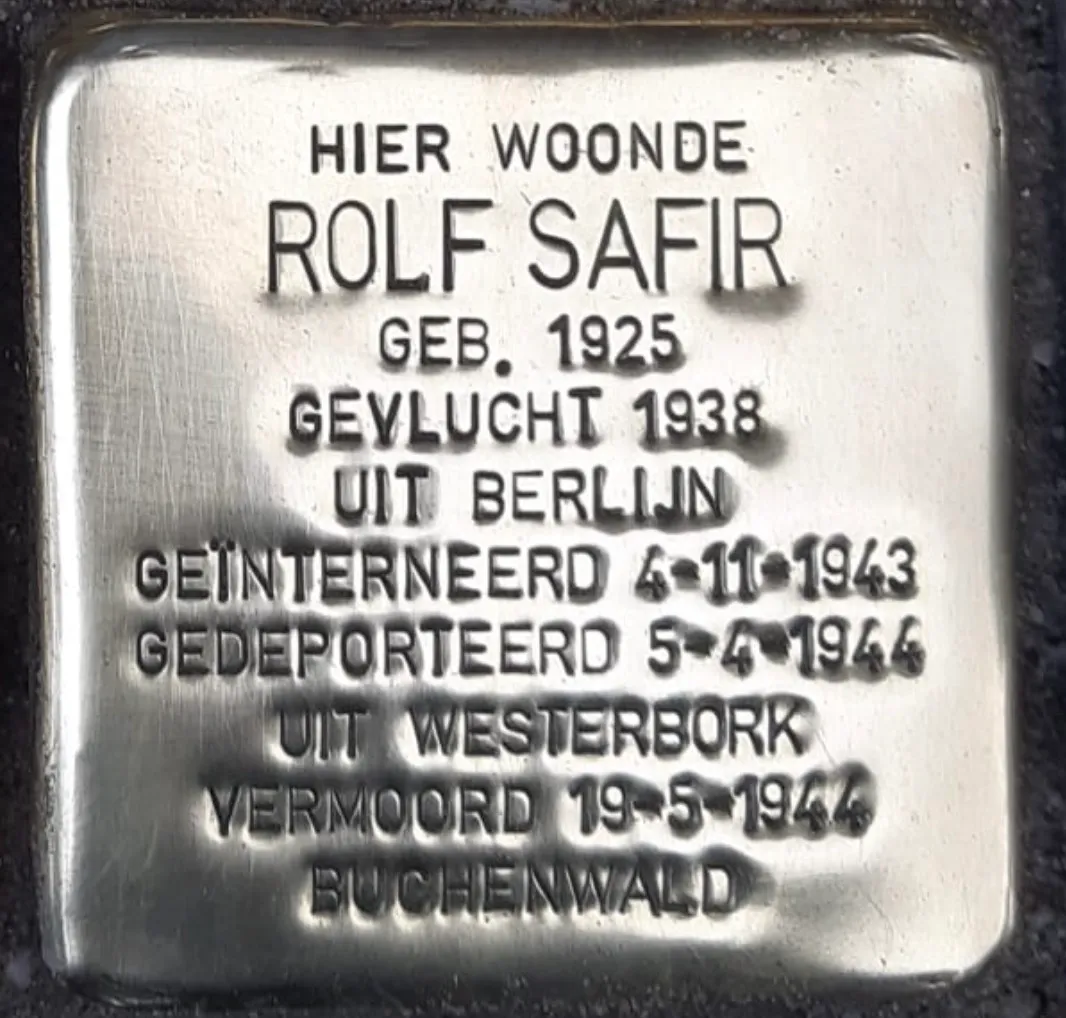 HIER WOONDE
ROLF SAFIR
GEB. 1925
GEVLUCHT 1938
UIT BERLIJN
GEÏNTERNEERD 4-11-1943
GEDEPORTEERD 5-4-1944
UIT WESTERBORK
VERMOORD 19-5-1944
BUCHENWALD